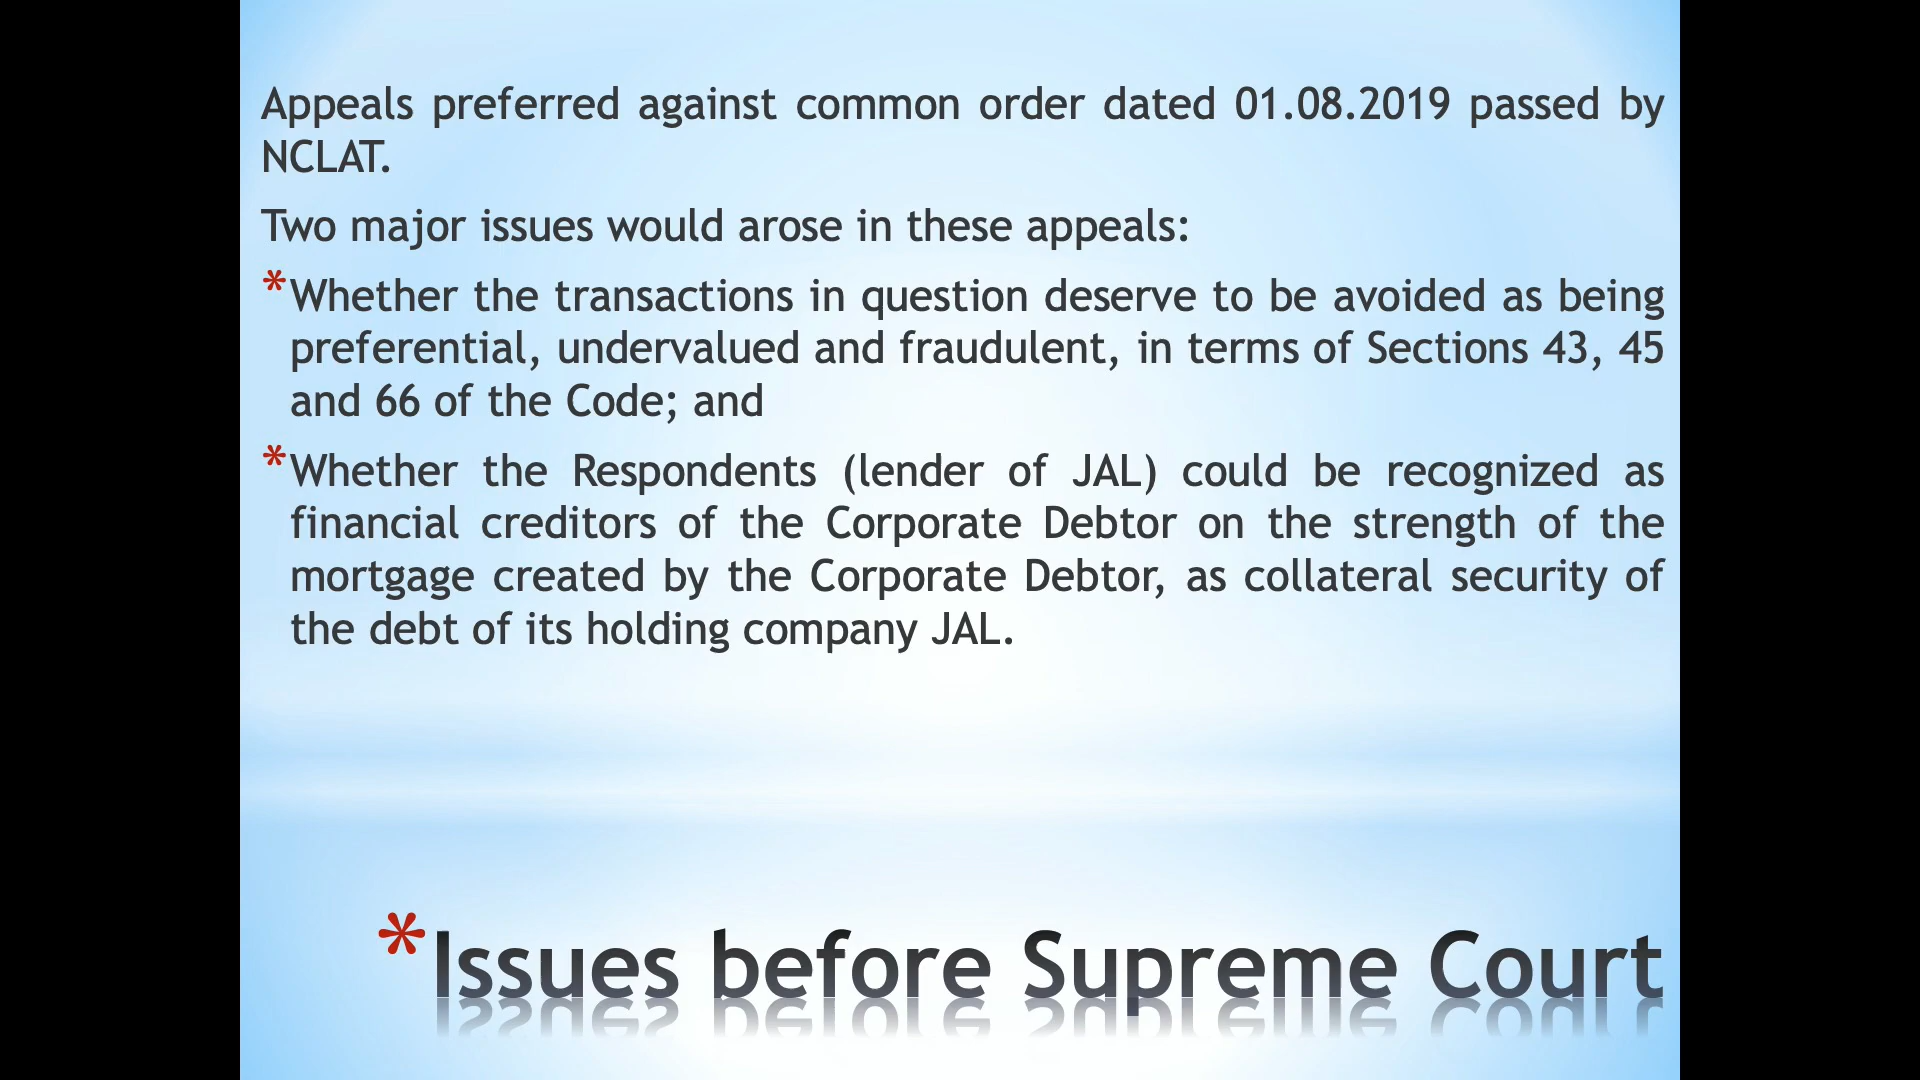 Appeals preferred against common order dated 01.08.2019 passed by
NCLAT.
Two major issues would arose in these appeals:
*Whether the transactions in question deserve to be avoided as being
preferential, undervalued and fraudulent, in terms of Sections 43, 45
and 66 of the Code; and
*Whether the Respondents (lender of JAL) could be recognized as
financial creditors of the Corporate Debtor on the strength of the
mortgage created by the Corporate Debtor, as collateral security of
the debt of its holding company JAL.
*Issues before Supreme Court